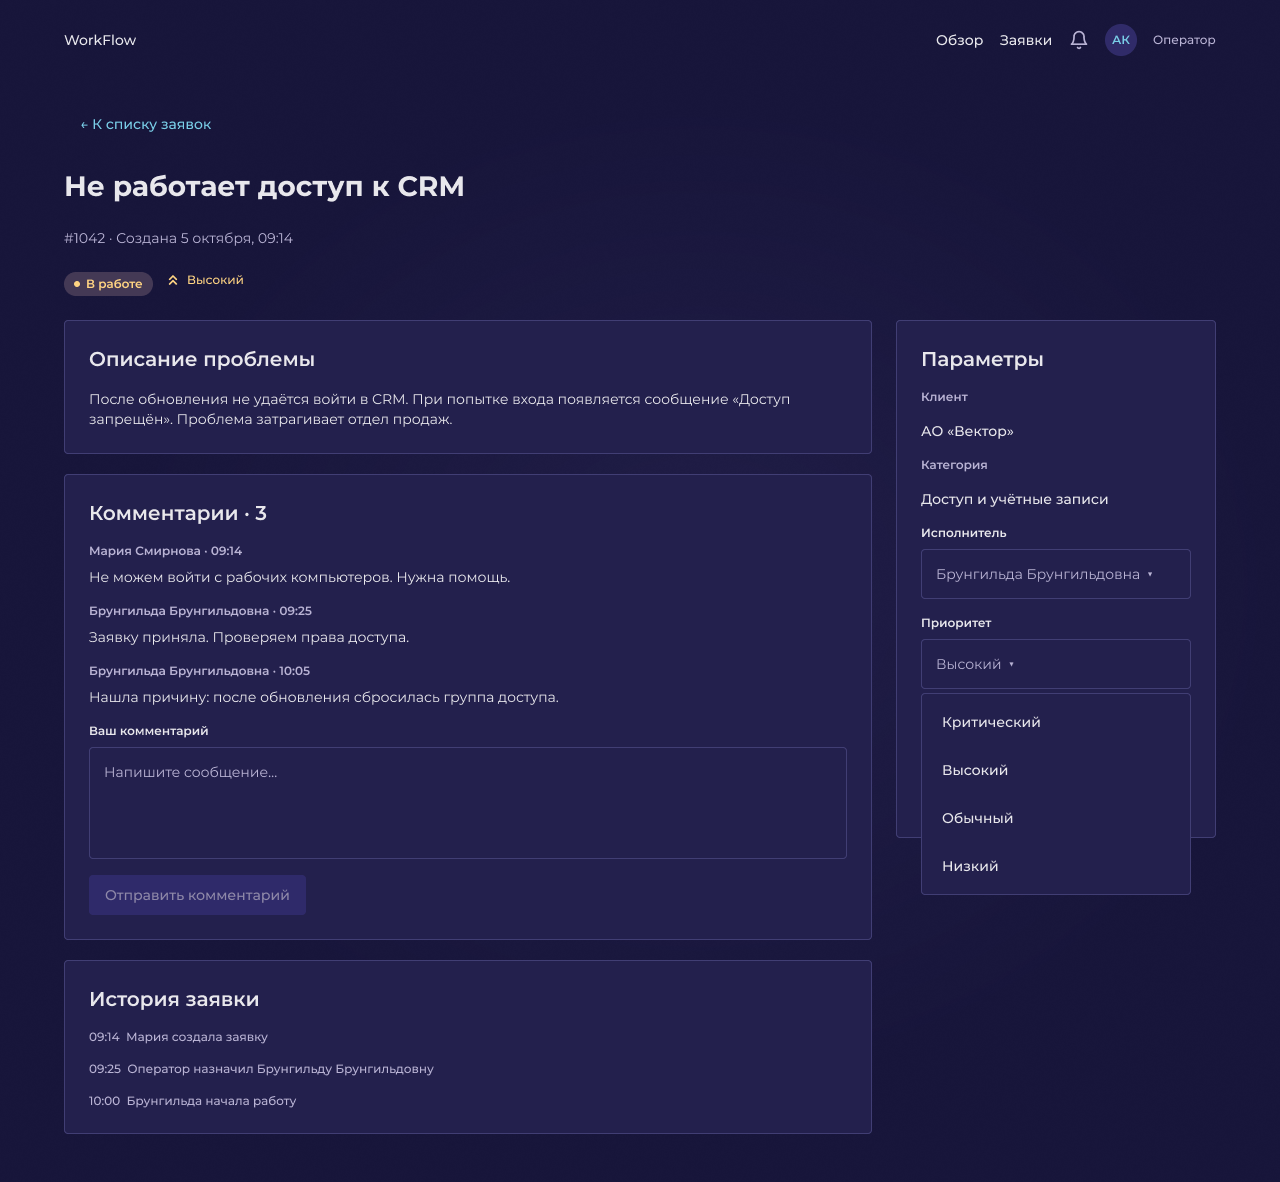 WorkFlow
Обзор
Заявки
АК
Оператор
← К списку заявок
Не работает доступ к CRM
#1042 · Создана 5 октября, 09:14
В работе
Высокий
Описание проблемы
После обновления не удаётся войти в CRM. При попытке входа появляется сообщение «Доступ
запрещён». Проблема затрагивает отдел продаж.
Комментарии · 3
Мария Смирнова · 09:14
Не можем войти с рабочих компьютеров. Нужна помощь.
Брунгильда Брунгильдовна · 09:25
Заявку приняла. Проверяем права доступа.
Брунгильда Брунгильдовна · 10:05
Нашла причину: после обновления сбросилась группа доступа.
Ваш комментарий
Напишите сообщение...
Отправить комментарий
История заявки
09:14 Мария создала заявку
09:25 Оператор назначил Брунгильду Брунгильдовну
10:00 Брунгильда начала работу
Параметры
Клиент
АО «Вектор»
Категория
Доступ и учётные записи
Исполнитель
Брунгильда Брунгильдовна ▾
Приоритет
Высокий ▾
Критический
Высокий
Обычный
Низкий